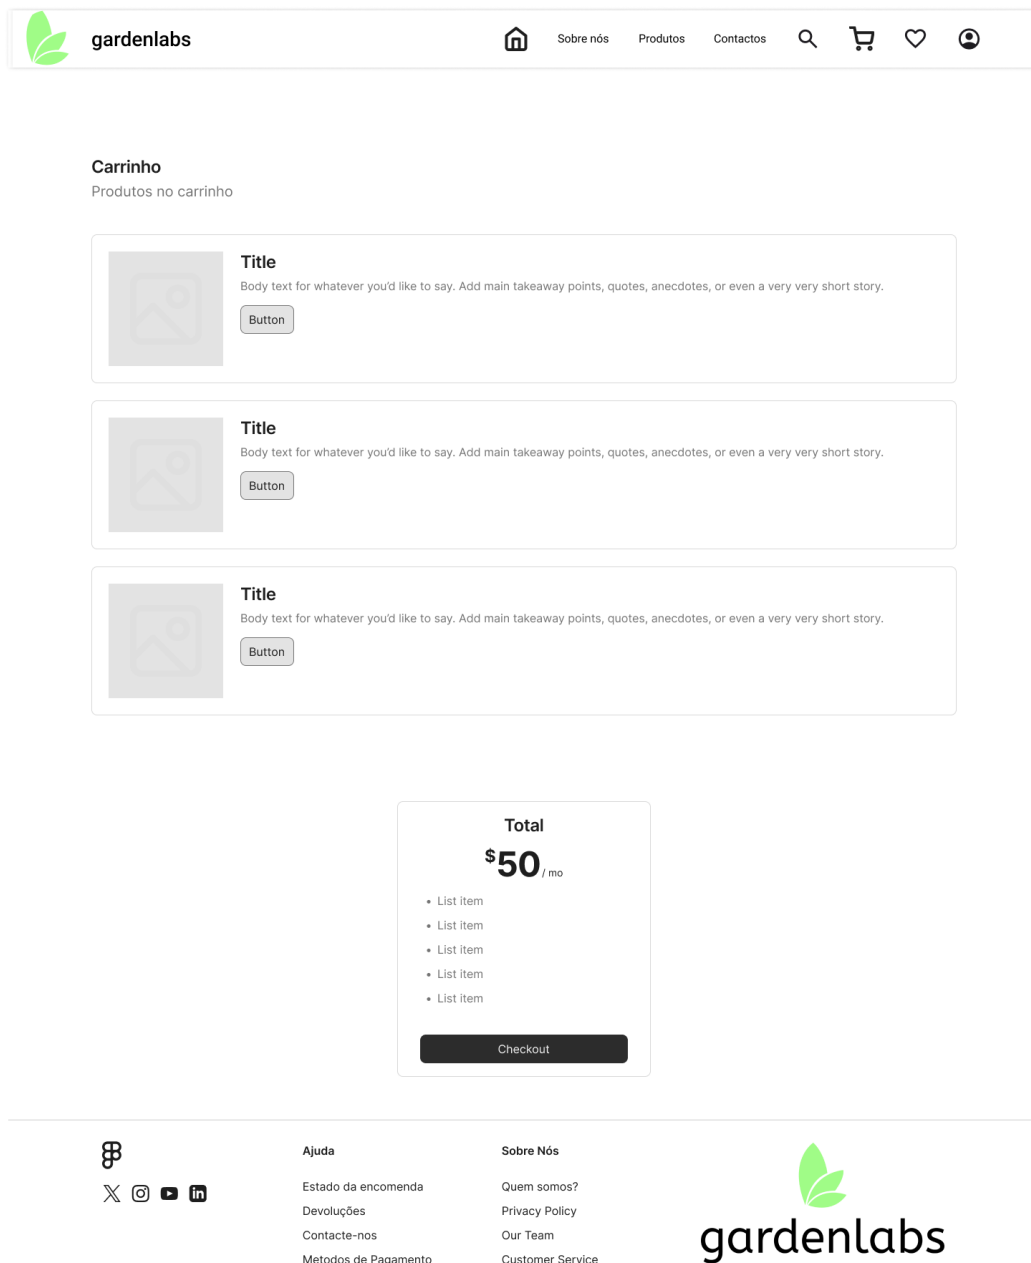 gardenlabs
Sobre nós
Produtos
Contactos
Carrinho
Produtos no carrinho
Title
Body text for whatever you'd like to say. Add main takeaway points, quotes, anecdotes, or even a very very short story.
Button
Title
Body text for whatever you'd like to say. Add main takeaway points, quotes, anecdotes, or even a very very short story.
Button
Title
Body text for whatever you'd like to say. Add main takeaway points, quotes, anecdotes, or even a very very short story.
Button
Total
$50 / mo
List item
List item
List item
List item
List item
Checkout
Ajuda
Estado da encomenda
Devoluções
Contacte-nos
Metodos de Pagamento
Sobre Nós
Quem somos?
Privacy Policy
Our Team
Customer Service
gardenlabs